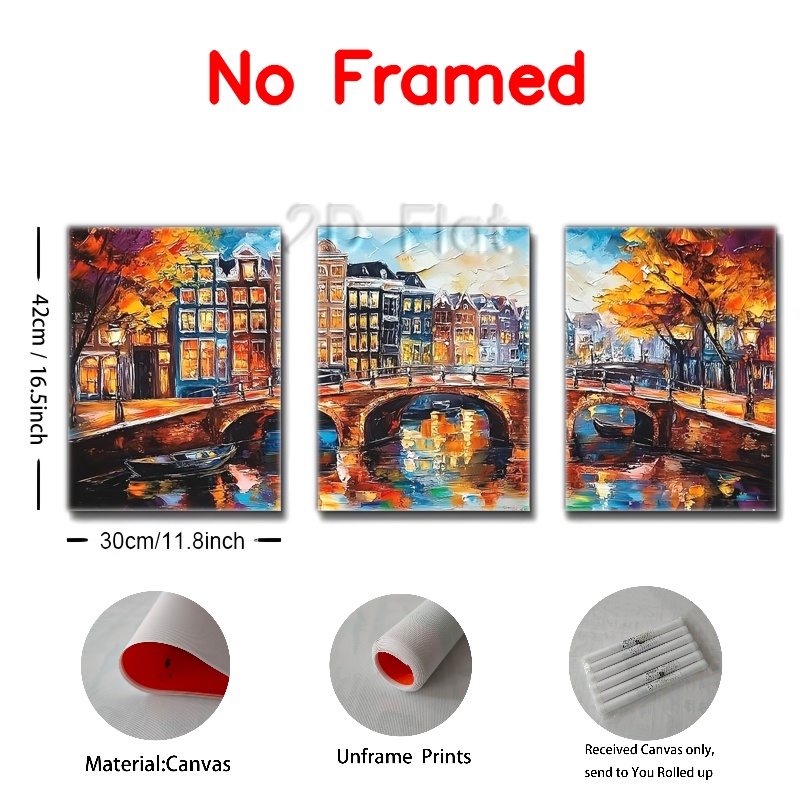 No Framed
2D Flat
42cm / 16.5inch
30cm/11.8inch
Material:Canvas
Unframe Prints
Received Canvas only,
send to You Rolled up